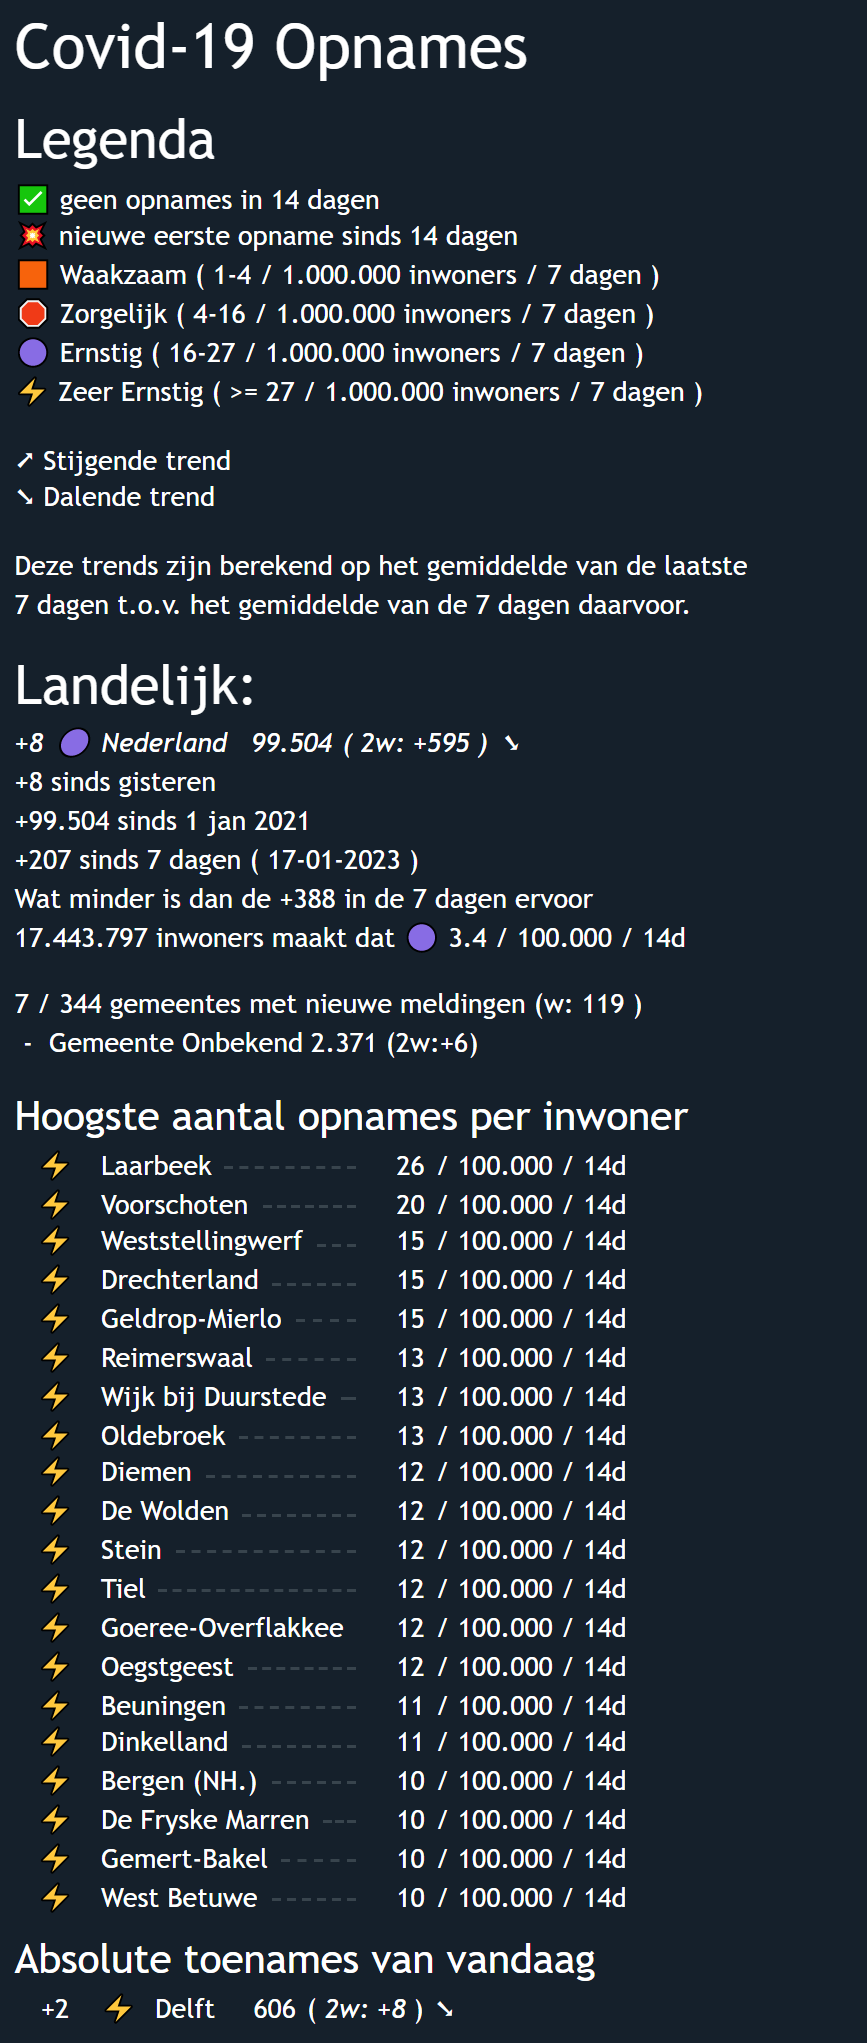 Covid-19 Opnames
Legenda
✅ geen opnames in 14 dagen
💥 nieuwe eerste opname sinds 14 dagen
🟧 Waakzaam ( 1-4 / 1.000.000 inwoners / 7 dagen )
🛑 Zorgelijk ( 4-16 / 1.000.000 inwoners / 7 dagen )
🟣 Ernstig ( 16-27 / 1.000.000 inwoners / 7 dagen )
⚡ Zeer Ernstig ( >= 27 / 1.000.000 inwoners / 7 dagen )
➚ Stijgende trend
➘ Dalende trend
Deze trends zijn berekend op het gemiddelde van de laatste
7 dagen t.o.v. het gemiddelde van de 7 dagen daarvoor.
Landelijk:
+8 🟣 Nederland 99.504 ( 2w: +595 ) ➘
+8 sinds gisteren
+99.504 sinds 1 jan 2021
+207 sinds 7 dagen ( 17-01-2023 )
Wat minder is dan de +388 in de 7 dagen ervoor
17.443.797 inwoners maakt dat 🟣 3.4 / 100.000 / 14d
7 / 344 gemeentes met nieuwe meldingen (w: 119 )
- Gemeente Onbekend 2.371 (2w:+6)
Hoogste aantal opnames per inwoner
⚡ Laarbeek --------- 26 / 100.000 / 14d
⚡ Voorschoten ------- 20 / 100.000 / 14d
⚡ Weststellingwerf --- 15 / 100.000 / 14d
⚡ Drechterland ------ 15 / 100.000 / 14d
⚡ Geldrop-Mierlo ---- 15 / 100.000 / 14d
⚡ Reimerswaal ------ 13 / 100.000 / 14d
⚡ Wijk bij Duurstede - 13 / 100.000 / 14d
⚡ Oldebroek -------- 13 / 100.000 / 14d
⚡ Diemen ---------- 12 / 100.000 / 14d
⚡ De Wolden -------- 12 / 100.000 / 14d
⚡ Stein ------------ 12 / 100.000 / 14d
⚡ Tiel ------------- 12 / 100.000 / 14d
⚡ Goeree-Overflakkee 12 / 100.000 / 14d
⚡ Oegstgeest ------- 12 / 100.000 / 14d
⚡ Beuningen -------- 11 / 100.000 / 14d
⚡ Dinkelland -------- 11 / 100.000 / 14d
⚡ Bergen (NH.) ------ 10 / 100.000 / 14d
⚡ De Fryske Marren --- 10 / 100.000 / 14d
⚡ Gemert-Bakel ----- 10 / 100.000 / 14d
⚡ West Betuwe ------ 10 / 100.000 / 14d
Absolute toenames van vandaag
+2 ⚡ Delft 606 ( 2w: +8 ) ➘